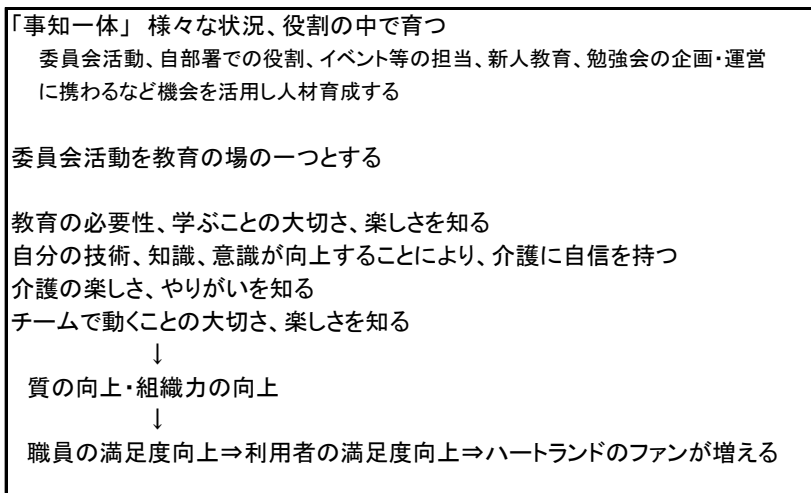 「事知一体」 様々な状況、役割の中で育つ
委員会活動、自部署での役割、イベント等の担当、新人教育、勉強会の企画・運営
に携わるなど機会を活用し人材育成する
委員会活動を教育の場の一つとする
教育の必要性、学ぶことの大切さ、楽しさを知る
自分の技術、知識、意識が向上することにより、介護に自信を持つ
介護の楽しさ、やりがいを知る
チームで動くことの大切さ、楽しさを知る
↓
質の向上・組織力の向上
↓
職員の満足度向上⇒利用者の満足度向上⇒ハートランドのファンが増える